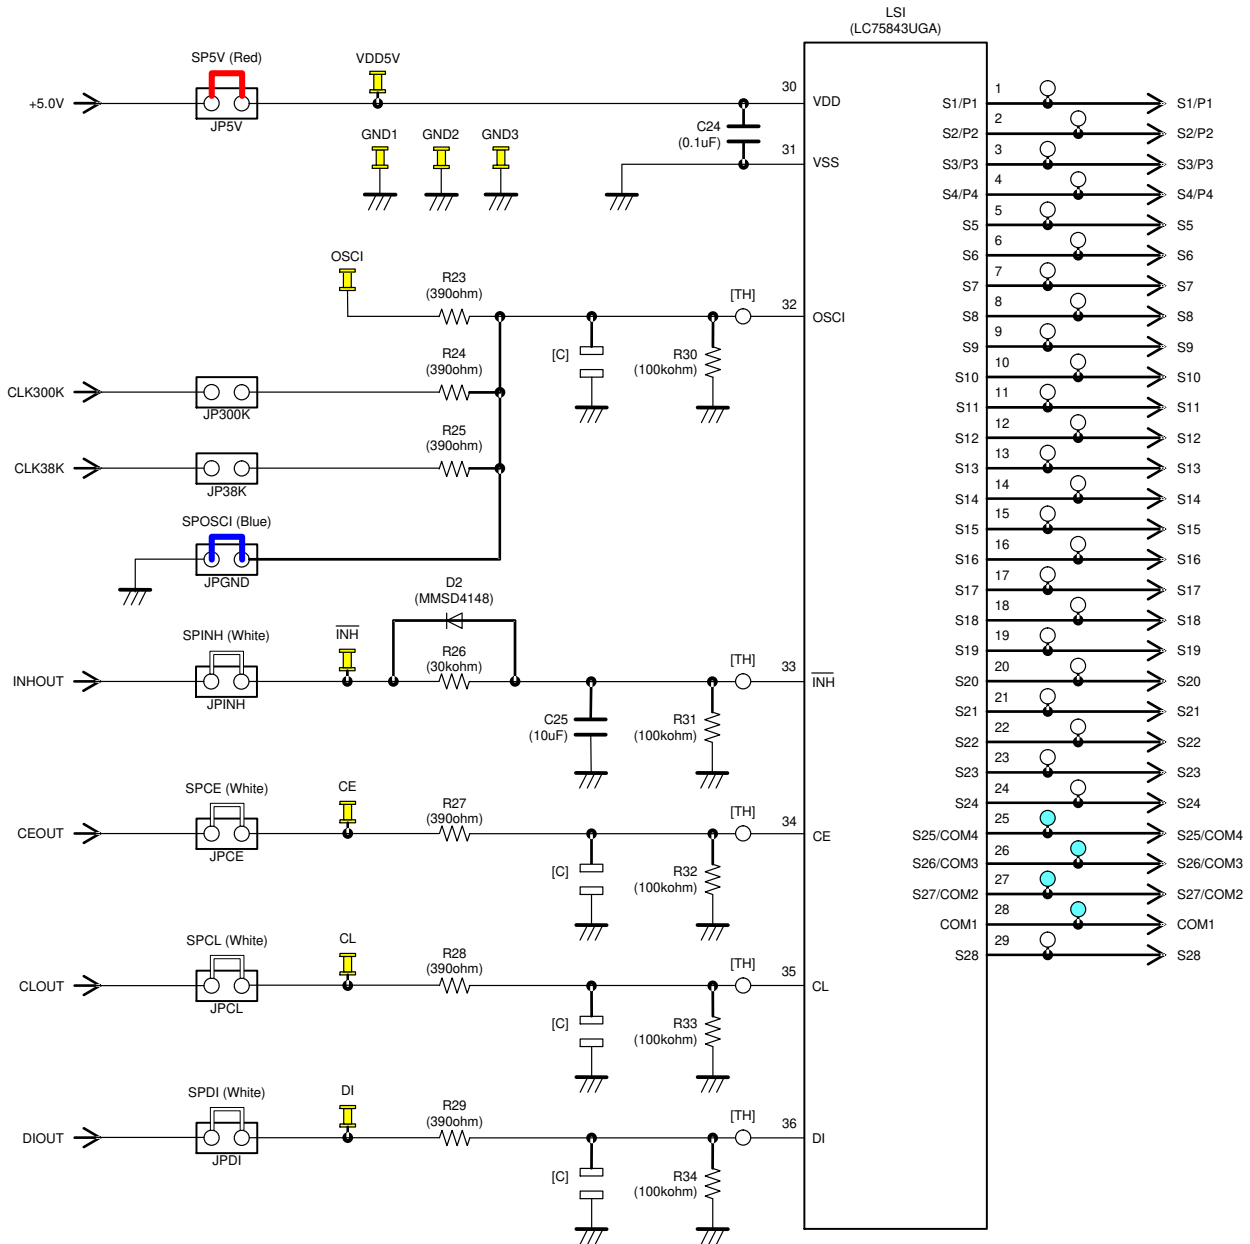 LSI
(LC75843UGA)
SP5V (Red)
VDD5V
+5.0V
JP5V
30
VDD
C24
(0.1uF)
GND1
GND2
GND3
31
VSS
OSCI
R23
(390ohm)
[TH]
32
OSCI
[C]
R30
(100kohm)
R24
(390ohm)
CLK300K
JP300K
R25
(390ohm)
CLK38K
JP38K
SPOSCI (Blue)
JPGND
D2
(MMSD4148)
SPINH (White)
INH
R26
(30kohm)
[TH]
33
INHOUT
INH
JPINH
C25
(10uF)
R31
(100kohm)
SPCE (White)
CE
R27
(390ohm)
[TH]
34
CEOUT
CE
JPCE
[C]
R32
(100kohm)
SPCL (White)
CL
R28
(390ohm)
[TH]
35
CLOUT
CL
JPCL
[C]
R33
(100kohm)
SPDI (White)
DI
R29
(390ohm)
[TH]
36
DIOUT
DI
JPDI
[C]
R34
(100kohm)
1
S1/P1 S1/P1
2
S2/P2 S2/P2
3
S3/P3 S3/P3
4
S4/P4 S4/P4
5
S5 S5
6
S6 S6
7
S7 S7
8
S8 S8
9
S9 S9
10
S10 S10
11
S11 S11
12
S12 S12
13
S13 S13
14
S14 S14
15
S15 S15
16
S16 S16
17
S17 S17
18
S18 S18
19
S19 S19
20
S20 S20
21
S21 S21
22
S22 S22
23
S23 S23
24
S24 S24
25
S25/COM4 S25/COM4
26
S26/COM3 S26/COM3
27
S27/COM2 S27/COM2
28
COM1 COM1
29
S28 S28